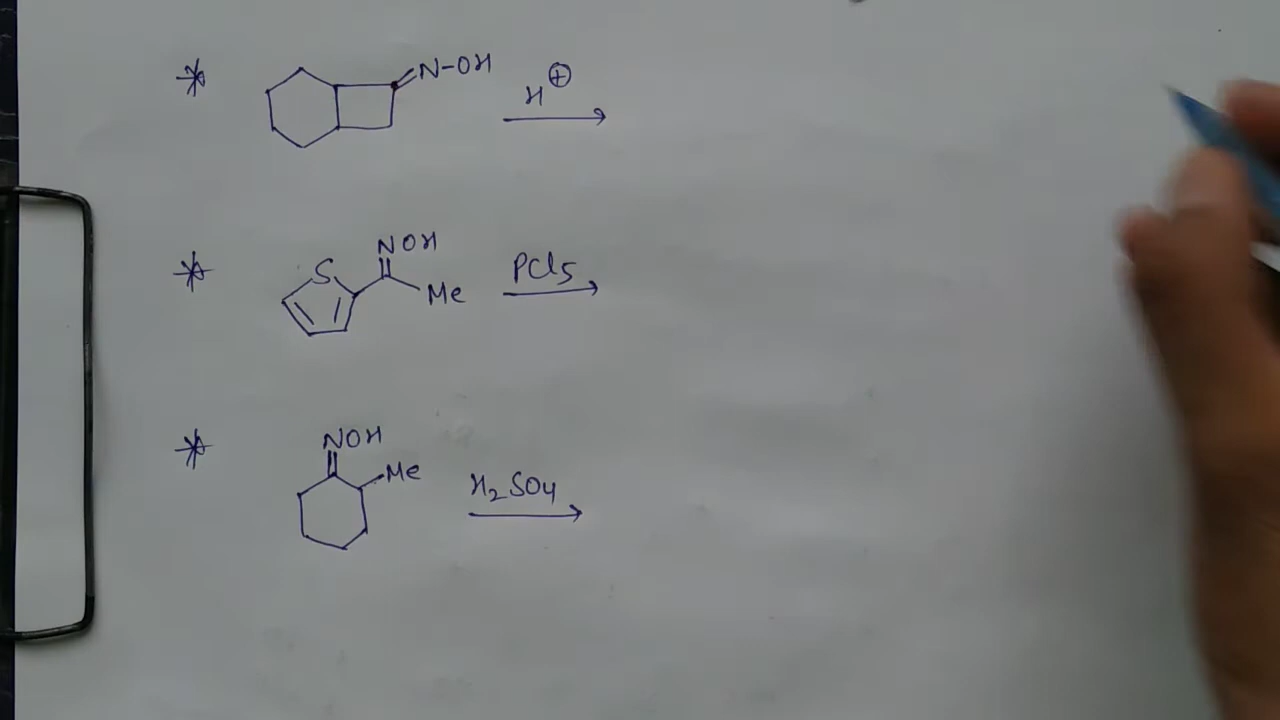 * N-OH H⊕
* S NOH Me PCl5
* NOH Me H2SO4